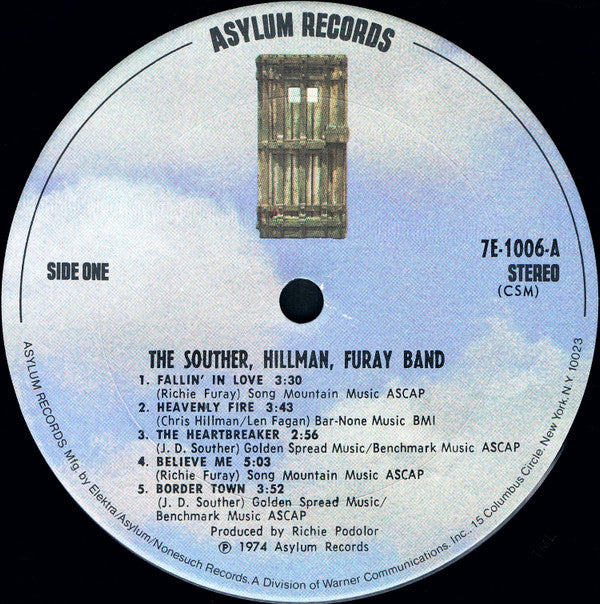 ASYLUM RECORDS
SIDE ONE
7E-1006-A
STEREO
(CSM)
THE SOUTHER, HILLMAN, FURAY BAND
1. FALLIN' IN LOVE 3:30
(Richie Furay) Song Mountain Music ASCAP
2. HEAVENLY FIRE 3:43
(Chris Hillman/Len Fagan) Bar-None Music BMI
3. THE HEARTBREAKER 2:56
(J. D. Souther) Golden Spread Music/Benchmark Music ASCAP
4. BELIEVE ME 5:03
(Richie Furay) Song Mountain Music ASCAP
5. BORDER TOWN 3:52
(J. D. Souther) Golden Spread Music/
Benchmark Music ASCAP
Produced by Richie Podolor
℗ 1974 Asylum Records
ASYLUM RECORDS. Mfg. by Elektra/Asylum/Nonesuch Records. A Division of Warner Communications. Inc.. 15 Columbus Circle, New York. N.Y. 10023